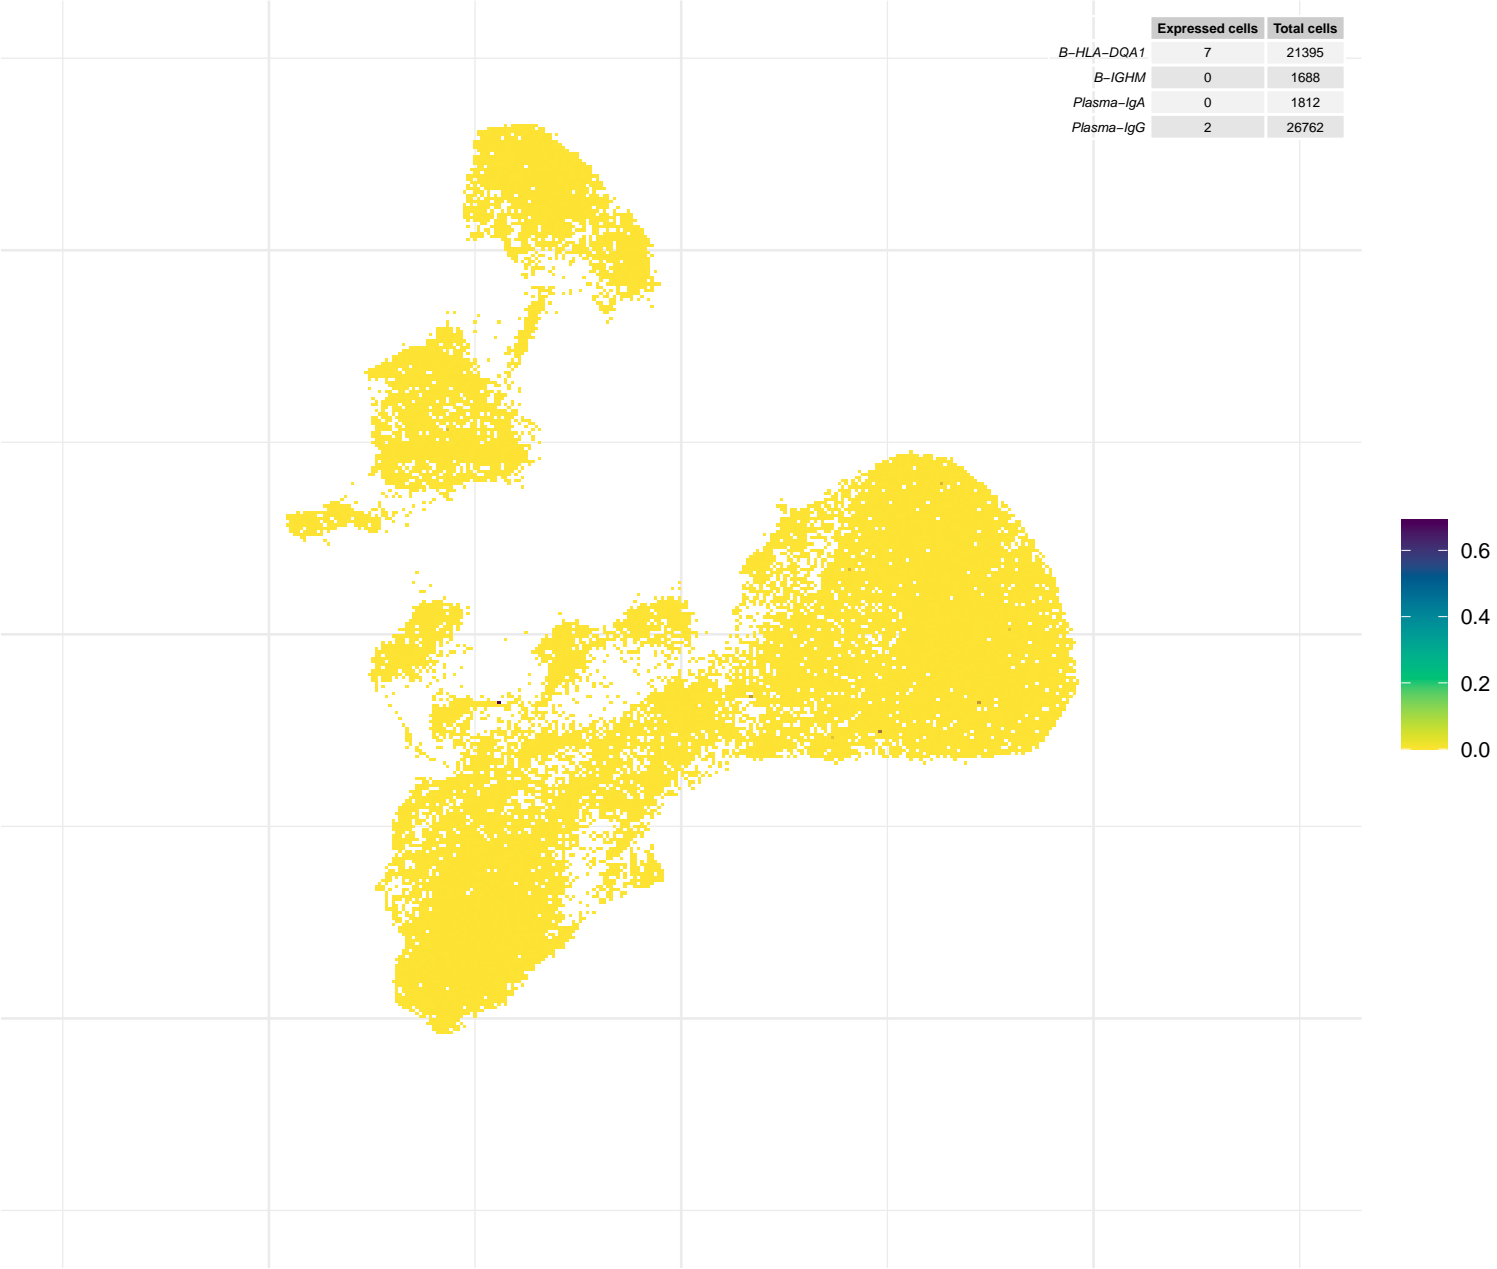 Expressed cells Total cells
B−HLA−DQA1 7 21395
B−IGHM 0 1688
Plasma−IgA 0 1812
Plasma−IgG 2 26762
0.6
0.4
0.2
0.0